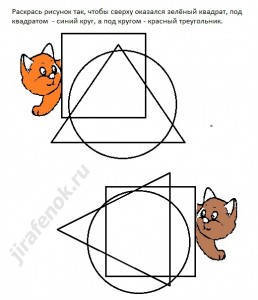 Раскрась рисунок так, чтобы сверху оказался зелёный квадрат, под
квадратом - синий круг, а под кругом - красный треугольник.
jirafenok.ru